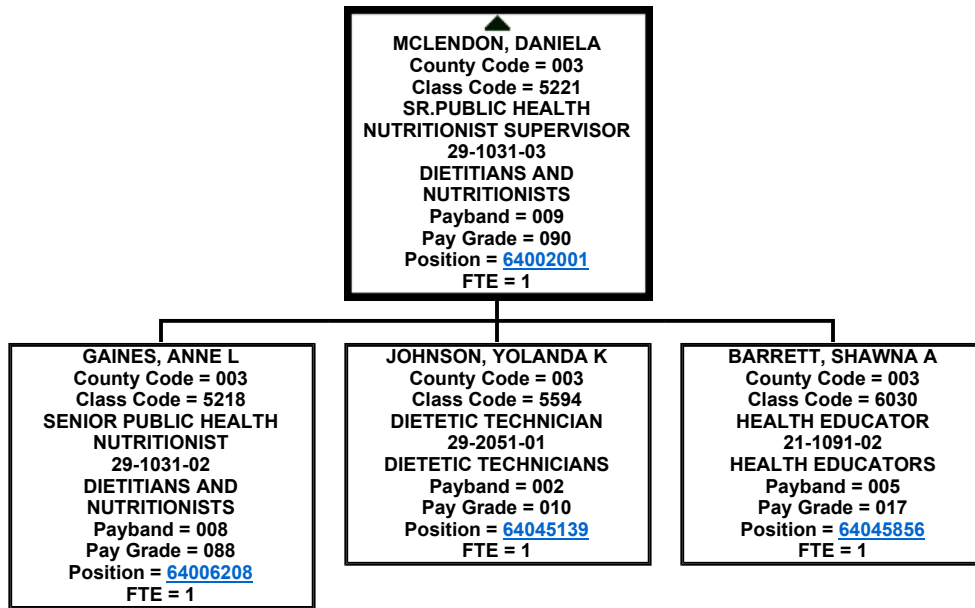 MCLENDON, DANIELA
County Code = 003
Class Code = 5221
SR.PUBLIC HEALTH
NUTRITIONIST SUPERVISOR
29-1031-03
DIETITIANS AND
NUTRITIONISTS
Payband = 009
Pay Grade = 090
Position = 64002001
FTE = 1
GAINES, ANNE L
County Code = 003
Class Code = 5218
SENIOR PUBLIC HEALTH
NUTRITIONIST
29-1031-02
DIETITIANS AND
NUTRITIONISTS
Payband = 008
Pay Grade = 088
Position = 64006208
FTE = 1
JOHNSON, YOLANDA K
County Code = 003
Class Code = 5594
DIETETIC TECHNICIAN
29-2051-01
DIETETIC TECHNICIANS
Payband = 002
Pay Grade = 010
Position = 64045139
FTE = 1
BARRETT, SHAWNA A
County Code = 003
Class Code = 6030
HEALTH EDUCATOR
21-1091-02
HEALTH EDUCATORS
Payband = 005
Pay Grade = 017
Position = 64045856
FTE = 1